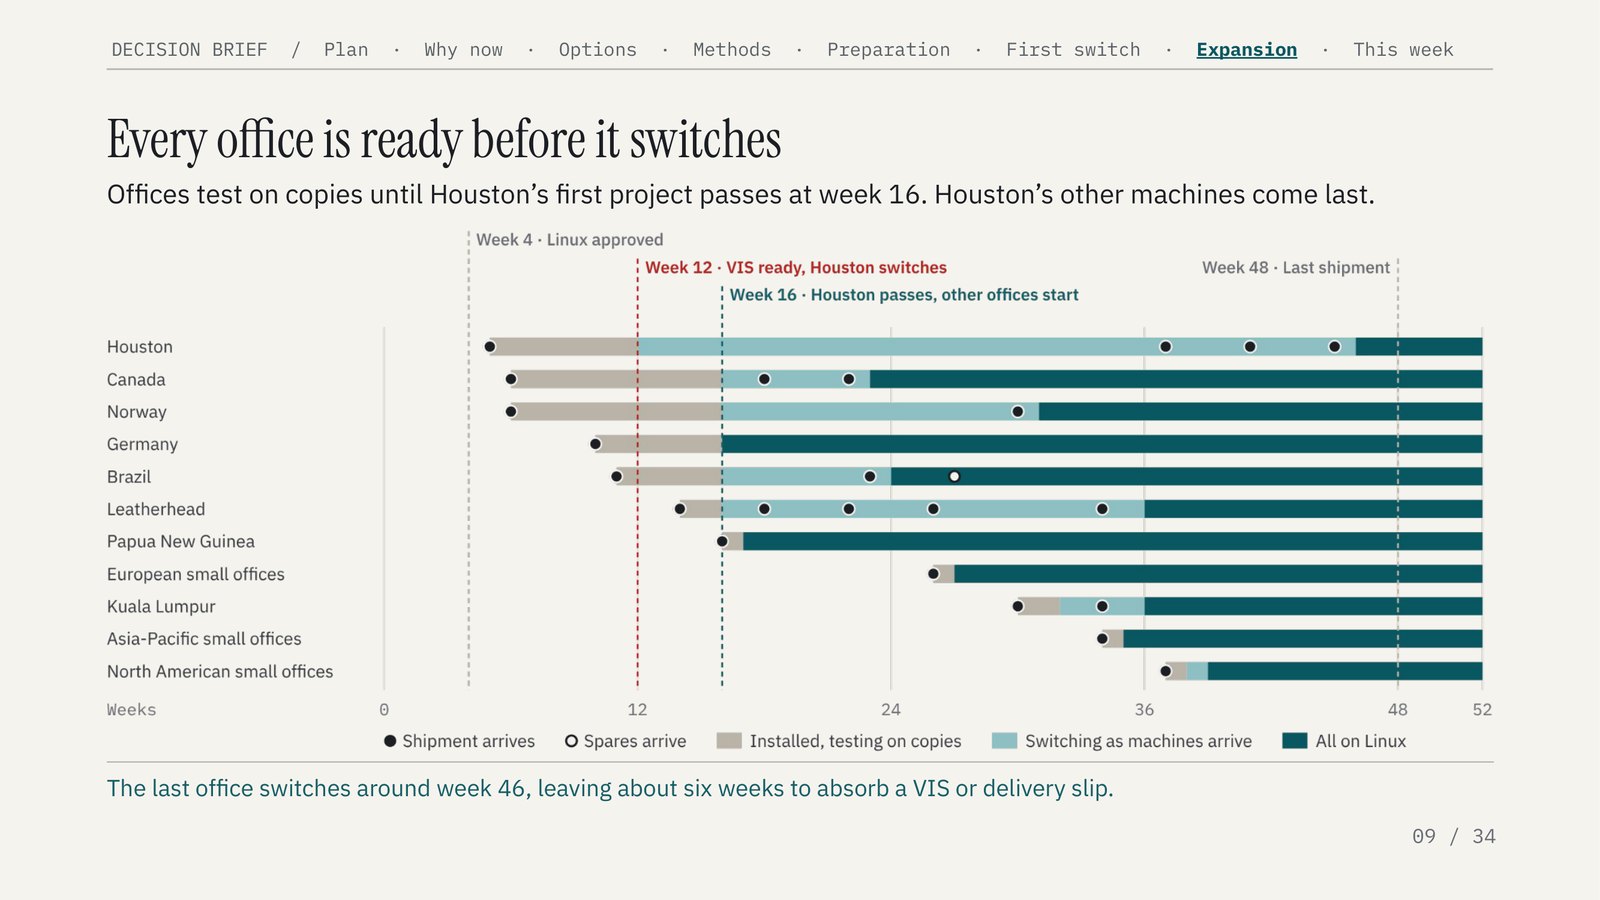 DECISION BRIEF / Plan · Why now · Options · Methods · Preparation · First switch · Expansion · This week
Every office is ready before it switches
Offices test on copies until Houston’s first project passes at week 16. Houston’s other machines come last.
Week 4 · Linux approved
Week 12 · VIS ready, Houston switches
Week 48 · Last shipment
Week 16 · Houston passes, other offices start
Houston
Canada
Norway
Germany
Brazil
Leatherhead
Papua New Guinea
European small offices
Kuala Lumpur
Asia-Pacific small offices
North American small offices
Weeks 0 12 24 36 48 52
Shipment arrives Spares arrive Installed, testing on copies Switching as machines arrive All on Linux
The last office switches around week 46, leaving about six weeks to absorb a VIS or delivery slip.
09 / 34